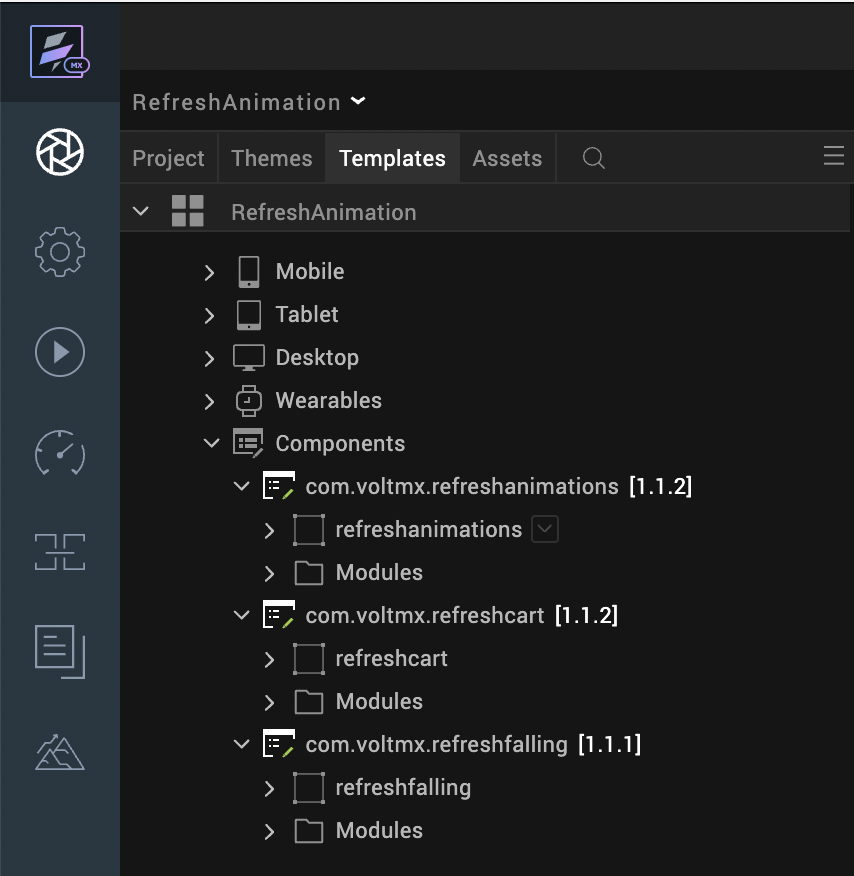 MX
RefreshAnimation
Project Themes Templates Assets
RefreshAnimation
Mobile
Tablet
Desktop
Wearables
Components
com.voltmx.refreshanimations [1.1.2]
refreshanimations
Modules
com.voltmx.refreshcart [1.1.2]
refreshcart
Modules
com.voltmx.refreshfalling [1.1.1]
refreshfalling
Modules